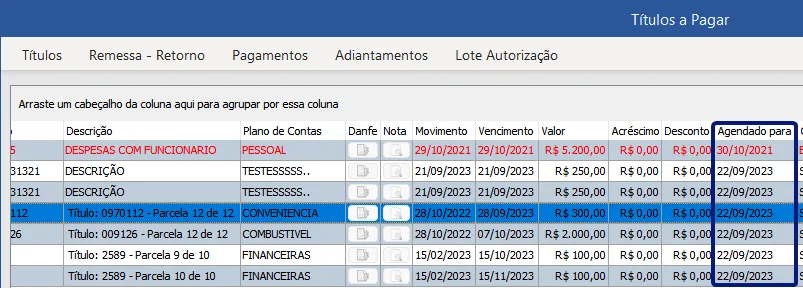 Títulos a Pagar
Títulos Remessa - Retorno Pagamentos Adiantamentos Lote Autorização
Arraste um cabeçalho da coluna aqui para agrupar por essa coluna
Descrição Plano de Contas Danfe Nota Movimento Vencimento Valor Acréscimo Desconto Agendado para
5 DESPESAS COM FUNCIONARIO PESSOAL 29/10/2021 29/10/2021 R$ 5.200,00 R$ 0,00 R$ 0,00 30/10/2021
31321 DESCRIÇÃO TESTESSSSS.. 21/09/2023 21/09/2023 R$ 250,00 R$ 0,00 R$ 0,00 22/09/2023
31321 DESCRIÇÃO TESTESSSSS.. 21/09/2023 21/09/2023 R$ 250,00 R$ 0,00 R$ 0,00 22/09/2023
112 Título: 0970112 - Parcela 12 de 12 CONVENIENCIA 28/10/2022 28/09/2023 R$ 300,00 R$ 0,00 R$ 0,00 22/09/2023
26 Título: 009126 - Parcela 12 de 12 COMBUSTIVEL 28/10/2022 07/10/2023 R$ 2.000,00 R$ 0,00 R$ 0,00 22/09/2023
Título: 2589 - Parcela 9 de 10 FINANCEIRAS 15/02/2023 15/10/2023 R$ 100,00 R$ 0,00 R$ 0,00 22/09/2023
Título: 2589 - Parcela 10 de 10 FINANCEIRAS 15/02/2023 15/11/2023 R$ 100,00 R$ 0,00 R$ 0,00 22/09/2023